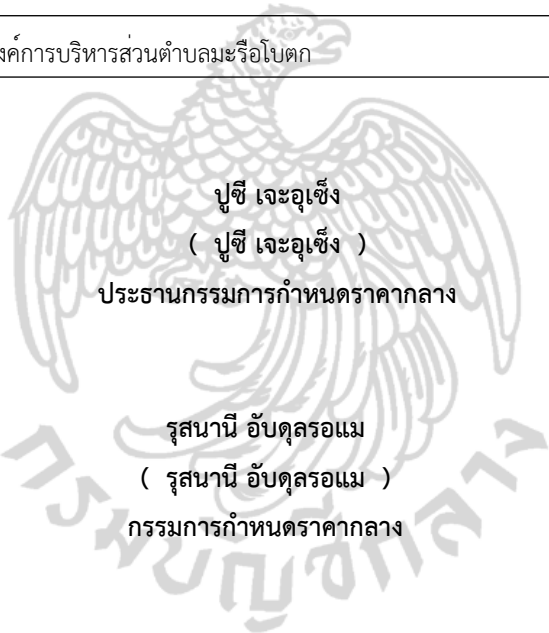 งค์การบริหารส่วนตำบลมะรือโบตก
ปูซี เจะอุเซ็ง
( ปูซี เจะอุเซ็ง )
ประธานกรรมการกำหนดราคากลาง
รุสนานี อับดุลรอแม
( รุสนานี อับดุลรอแม )
กรรมการกำหนดราคากลาง
กรมบัญชีกลาง